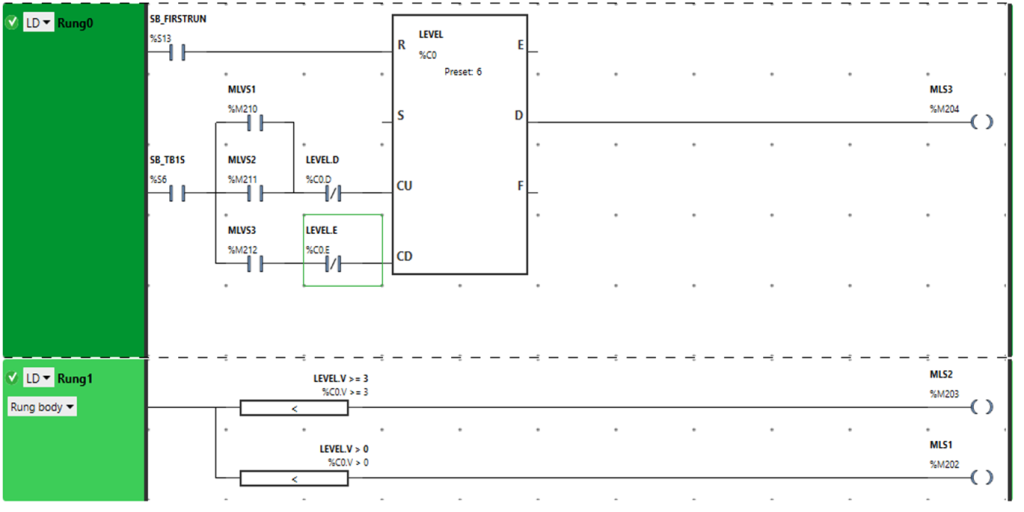 LD Rung0
SB_FIRSTRUN
%S13
R
LEVEL
%C0
Preset: 6
E
MLVS1
%M210
S
D
MLS3
%M204
SB_TB1S
%S6
MLVS2
%M211
LEVEL.D
%C0.D
CU
F
MLVS3
%M212
LEVEL.E
%C0.E
CD
LD Rung1
Rung body
LEVEL.V >= 3
%C0.V >= 3
<
MLS2
%M203
LEVEL.V > 0
%C0.V > 0
<
MLS1
%M202